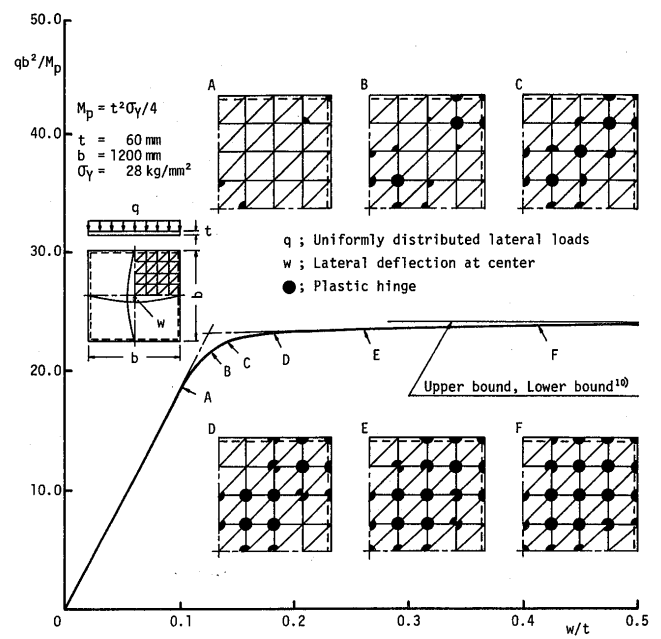 50.0
qb²/Mp
40.0
30.0
20.0
10.0
0
Mp = t²σY/4
t = 60 mm
b = 1200 mm
σY = 28 kg/mm²
q
t
b
w
b
A
B
C
q ; Uniformly distributed lateral loads
w ; Lateral deflection at center
● ; Plastic hinge
A
B
C
D
E
F
Upper bound, Lower bound¹⁰⁾
D
E
F
0
0.1
0.2
0.3
0.4
0.5
w/t